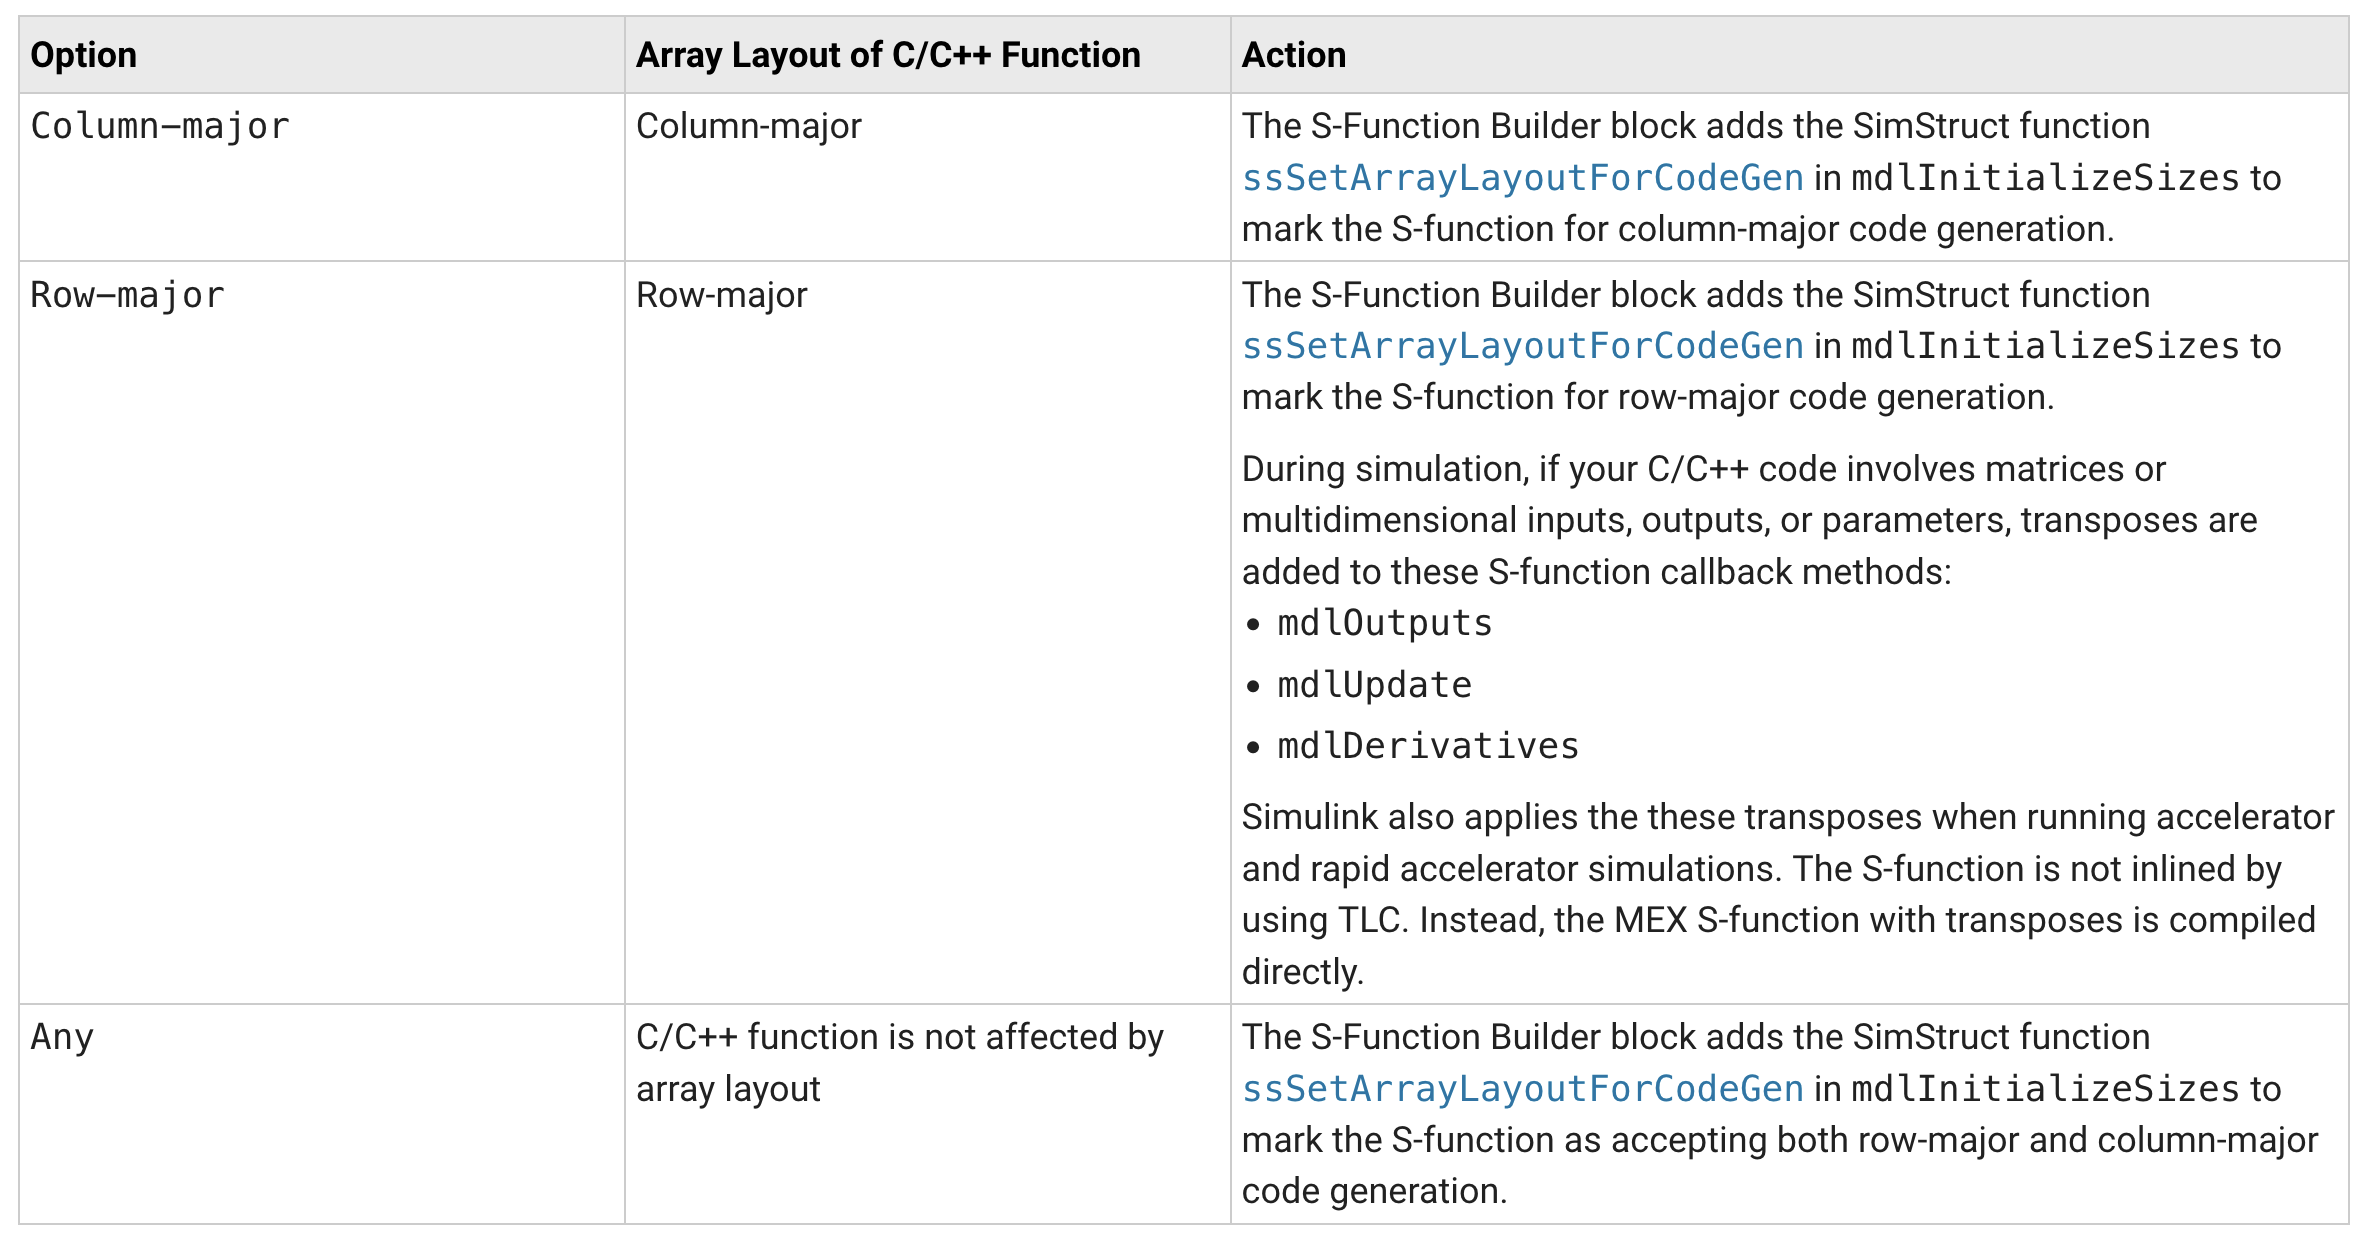 Option
Array Layout of C/C++ Function
Action
Column-major
Column-major
The S-Function Builder block adds the SimStruct function
ssSetArrayLayoutForCodeGen in mdlInitializeSizes to
mark the S-function for column-major code generation.
Row-major
Row-major
The S-Function Builder block adds the SimStruct function
ssSetArrayLayoutForCodeGen in mdlInitializeSizes to
mark the S-function for row-major code generation.
During simulation, if your C/C++ code involves matrices or
multidimensional inputs, outputs, or parameters, transposes are
added to these S-function callback methods:
• mdlOutputs
• mdlUpdate
• mdlDerivatives
Simulink also applies the these transposes when running accelerator
and rapid accelerator simulations. The S-function is not inlined by
using TLC. Instead, the MEX S-function with transposes is compiled
directly.
Any
C/C++ function is not affected by
array layout
The S-Function Builder block adds the SimStruct function
ssSetArrayLayoutForCodeGen in mdlInitializeSizes to
mark the S-function as accepting both row-major and column-major
code generation.